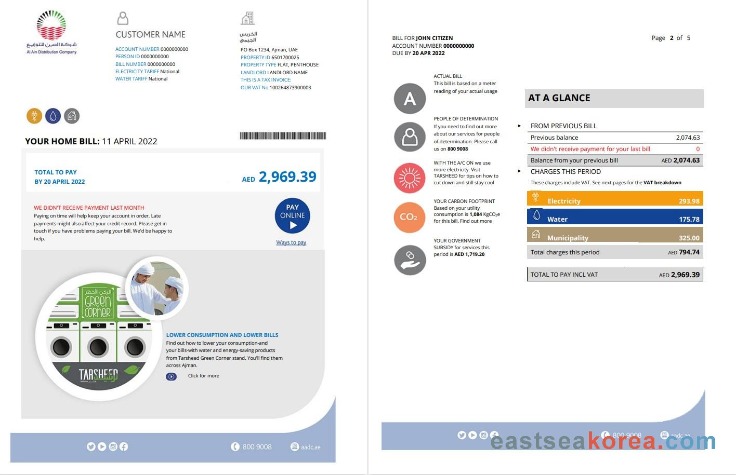 شركة العين للتوزيع
Al Ain Distribution Company
CUSTOMER NAME
ACCOUNT NUMBER 0000000000
PERSON ID 0000000000
BILL NUMBER 0000000000
ELECTRICITY TARIFF National
WATER TARIFF National
PO Box 1234, Ajman, UAE
PROPERTY ID 6501700025
PROPERTY TYPE FLAT, PENTHOUSE
LANDLORD LANDLORD NAME
THIS IS A TAX INVOICE
OUR VAT No 100264873900003
YOUR HOME BILL: 11 APRIL 2022
TOTAL TO PAY
BY 20 APRIL 2022
AED 2,969.39
WE DIDN'T RECEIVE PAYMENT LAST MONTH
Paying on time will help keep your account in order. Late
payments might also affect your credit record. Please get in
touch if you have problems paying your bill. We'd be happy to
help.
PAY
ONLINE
Ways to pay
GREEN
CORNER
TARSHEED
LOWER CONSUMPTION AND LOWER BILLS
Find out how to lower your consumption-and
your bills-with water and energy-saving products
from Tarsheed Green Corner stand. You'll find them
across Ajman.
Click for more
800 9008
aadc.ae
BILL FOR JOHN CITIZEN
ACCOUNT NUMBER 0000000000
DUE BY 20 APR 2022
Page 2 of 5
A
ACTUAL BILL
This bill is based on a meter
reading of your actual usage
PEOPLE OF DETERMINATION
If you need to find out more
about our services for people
of determination. Please call
us on 800 9008
WITH THE A/C ON we use
more electricity. Visit
TARSHEED for tips on how to
cut down and still stay cool
CO2
YOUR CARBON FOOTPRINT
Based on your utility
consumption is 1,084 KgCO2e
for this bill. Find out more
YOUR GOVERNMENT
SUBSIDY for services this
period is AED 1,719.20
AT A GLANCE
FROM PREVIOUS BILL
Previous balance 2,074.63
We didn't receive payment for your last bill 0
Balance from your previous bill AED 2,074.63
CHARGES THIS PERIOD
These charges include VAT. See next pages for the VAT breakdown
Electricity 293.98
Water 175.78
Municipality 325.00
Total charges this period AED 794.74
TOTAL TO PAY INCL VAT AED 2,969.39
800 9008
eastseakorea.com